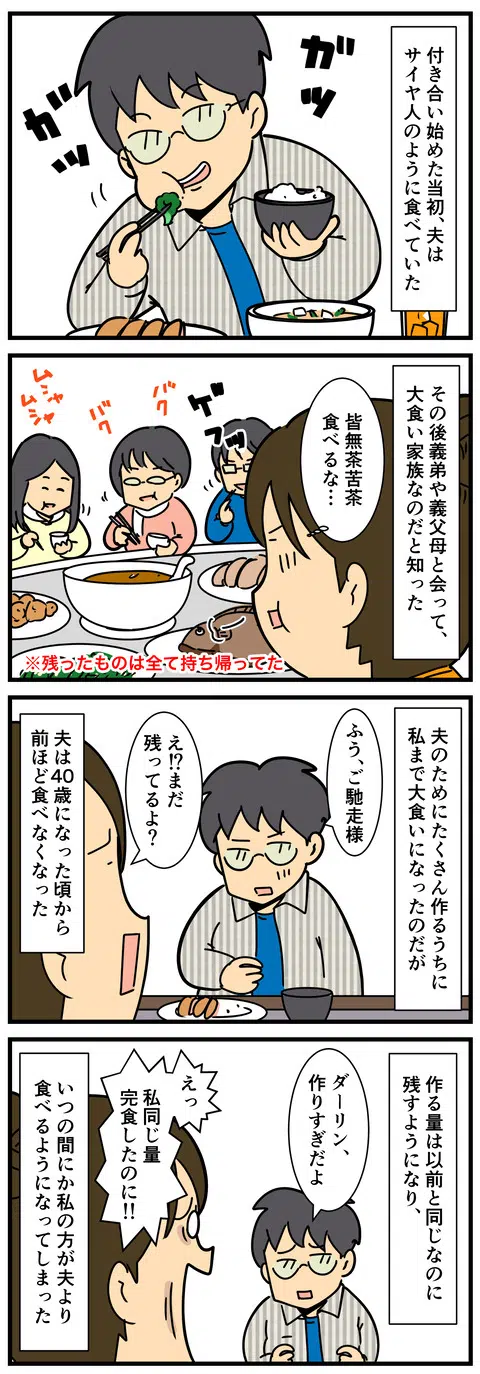 付き合い始めた当初、夫は
サイヤ人のように食べていた
ガツ
ガツ
その後義弟や義父母と会って、
大食い家族なのだと知った
皆無茶苦茶
食べるな…
ゲフッ
バク
バク
ムシャ
ムシャ
※残ったものは全て持ち帰ってた
夫のためにたくさん作るうちに
私まで大食いになったのだが
ふう、ご馳走様
え!?まだ
残ってるよ?
夫は40歳になった頃から
前ほど食べなくなった
作る量は以前と同じなのに
残すようになり、
ダーリン、
作りすぎだよ
えっ
私同じ量
完食したのに!!
いつの間にか私の方が夫より
食べるようになってしまった